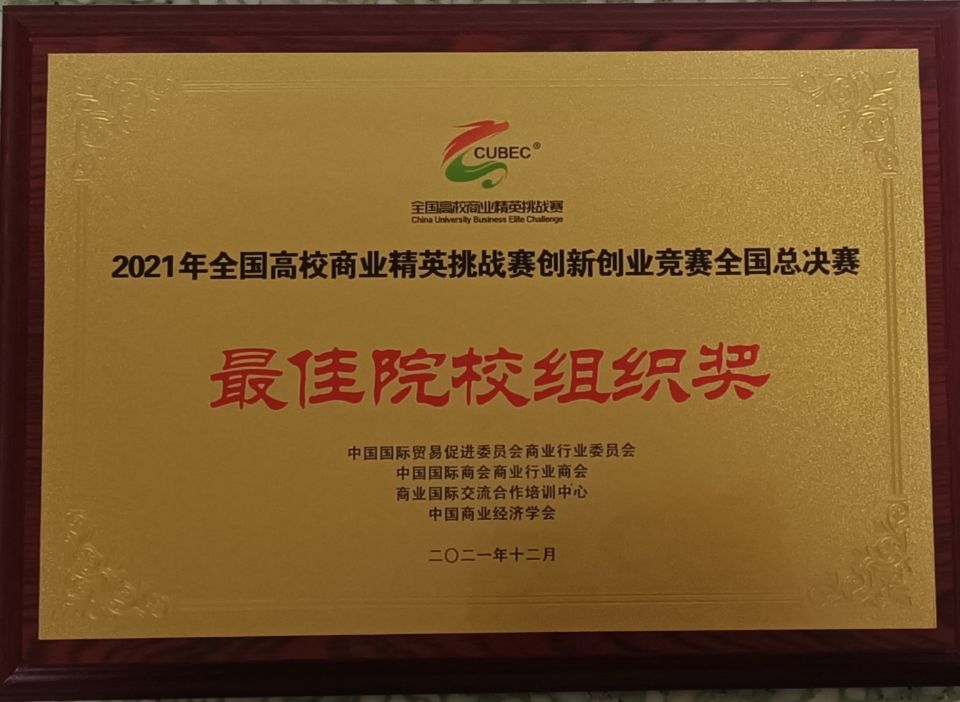 CUBEC®
全国高校商业精英挑战赛
China University Business Elite Challenge
2021年全国高校商业精英挑战赛创新创业竞赛全国总决赛
最佳院校组织奖
中国国际贸易促进委员会商业行业委员会
中国国际商会商业行业商会
商业国际交流合作培训中心
中国商业经济学会
二〇二一年十二月